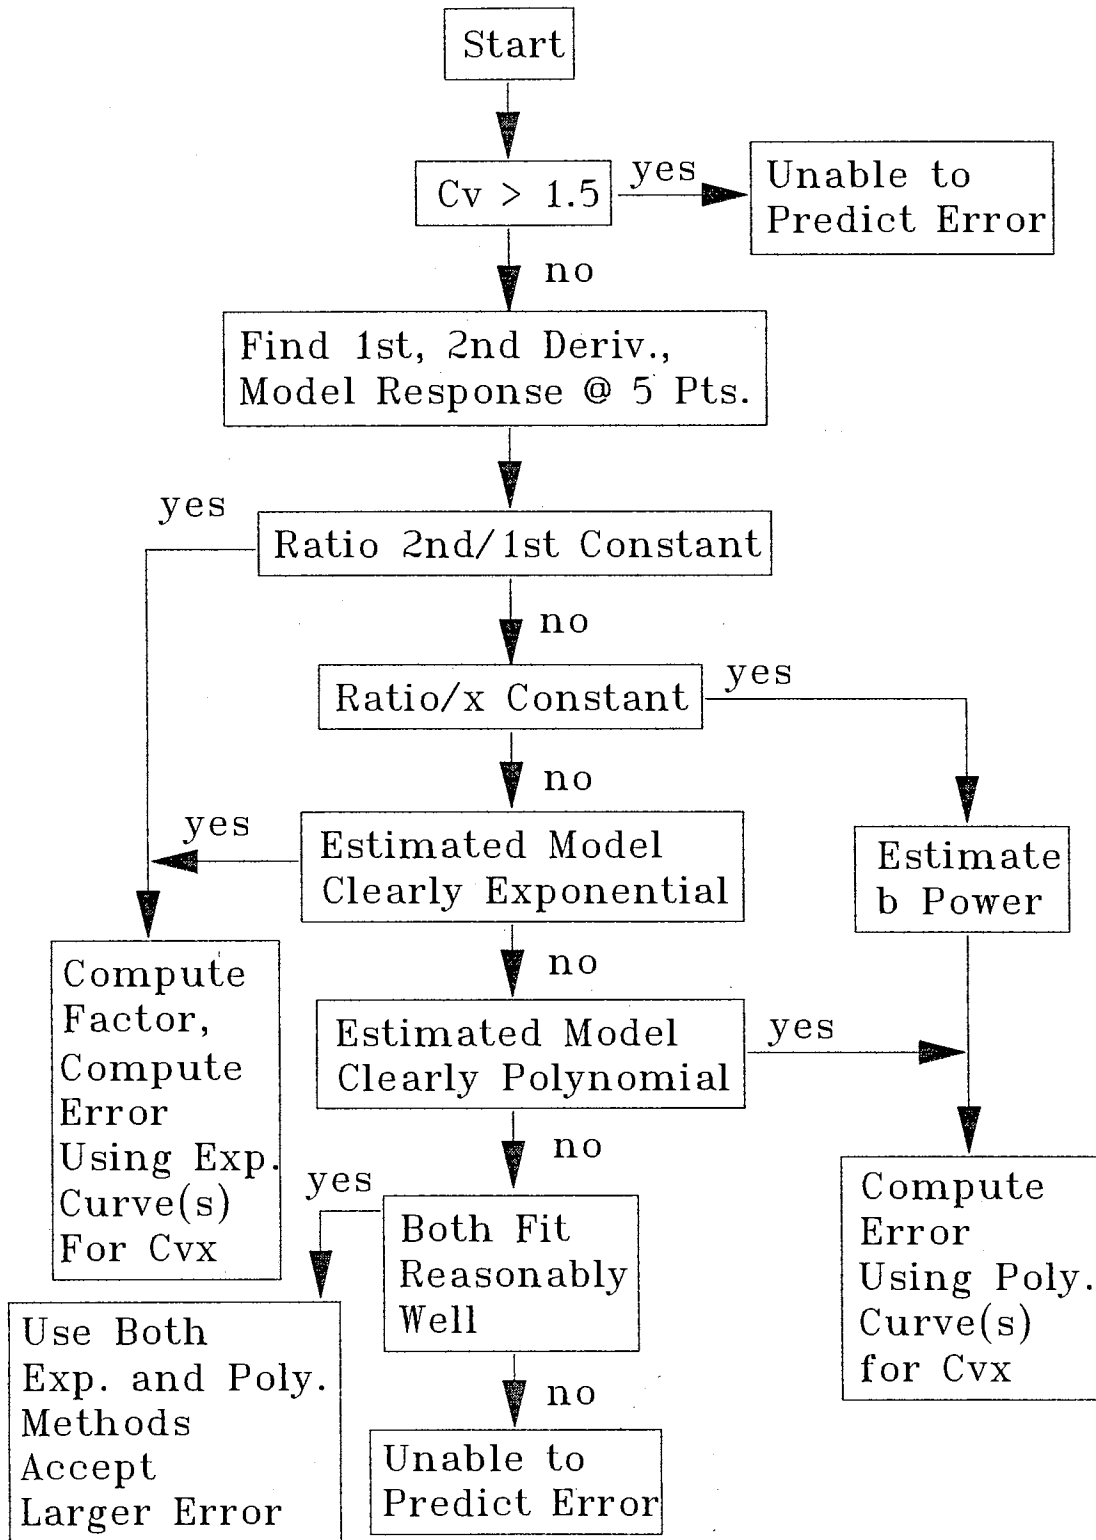 Start
Cv > 1.5
yes
Unable to
Predict Error
no
Find 1st, 2nd Deriv.,
Model Response @ 5 Pts.
yes
Ratio 2nd/1st Constant
no
Ratio/x Constant
yes
no
yes
Estimated Model
Clearly Exponential
Estimate
b Power
no
Compute
Factor,
Compute
Error
Using Exp.
Curve(s)
For Cvx
Estimated Model
Clearly Polynomial
yes
no
yes
Both Fit
Reasonably
Well
Compute
Error
Using Poly.
Curve(s)
for Cvx
Use Both
Exp. and Poly.
Methods
Accept
Larger Error
no
Unable to
Predict Error